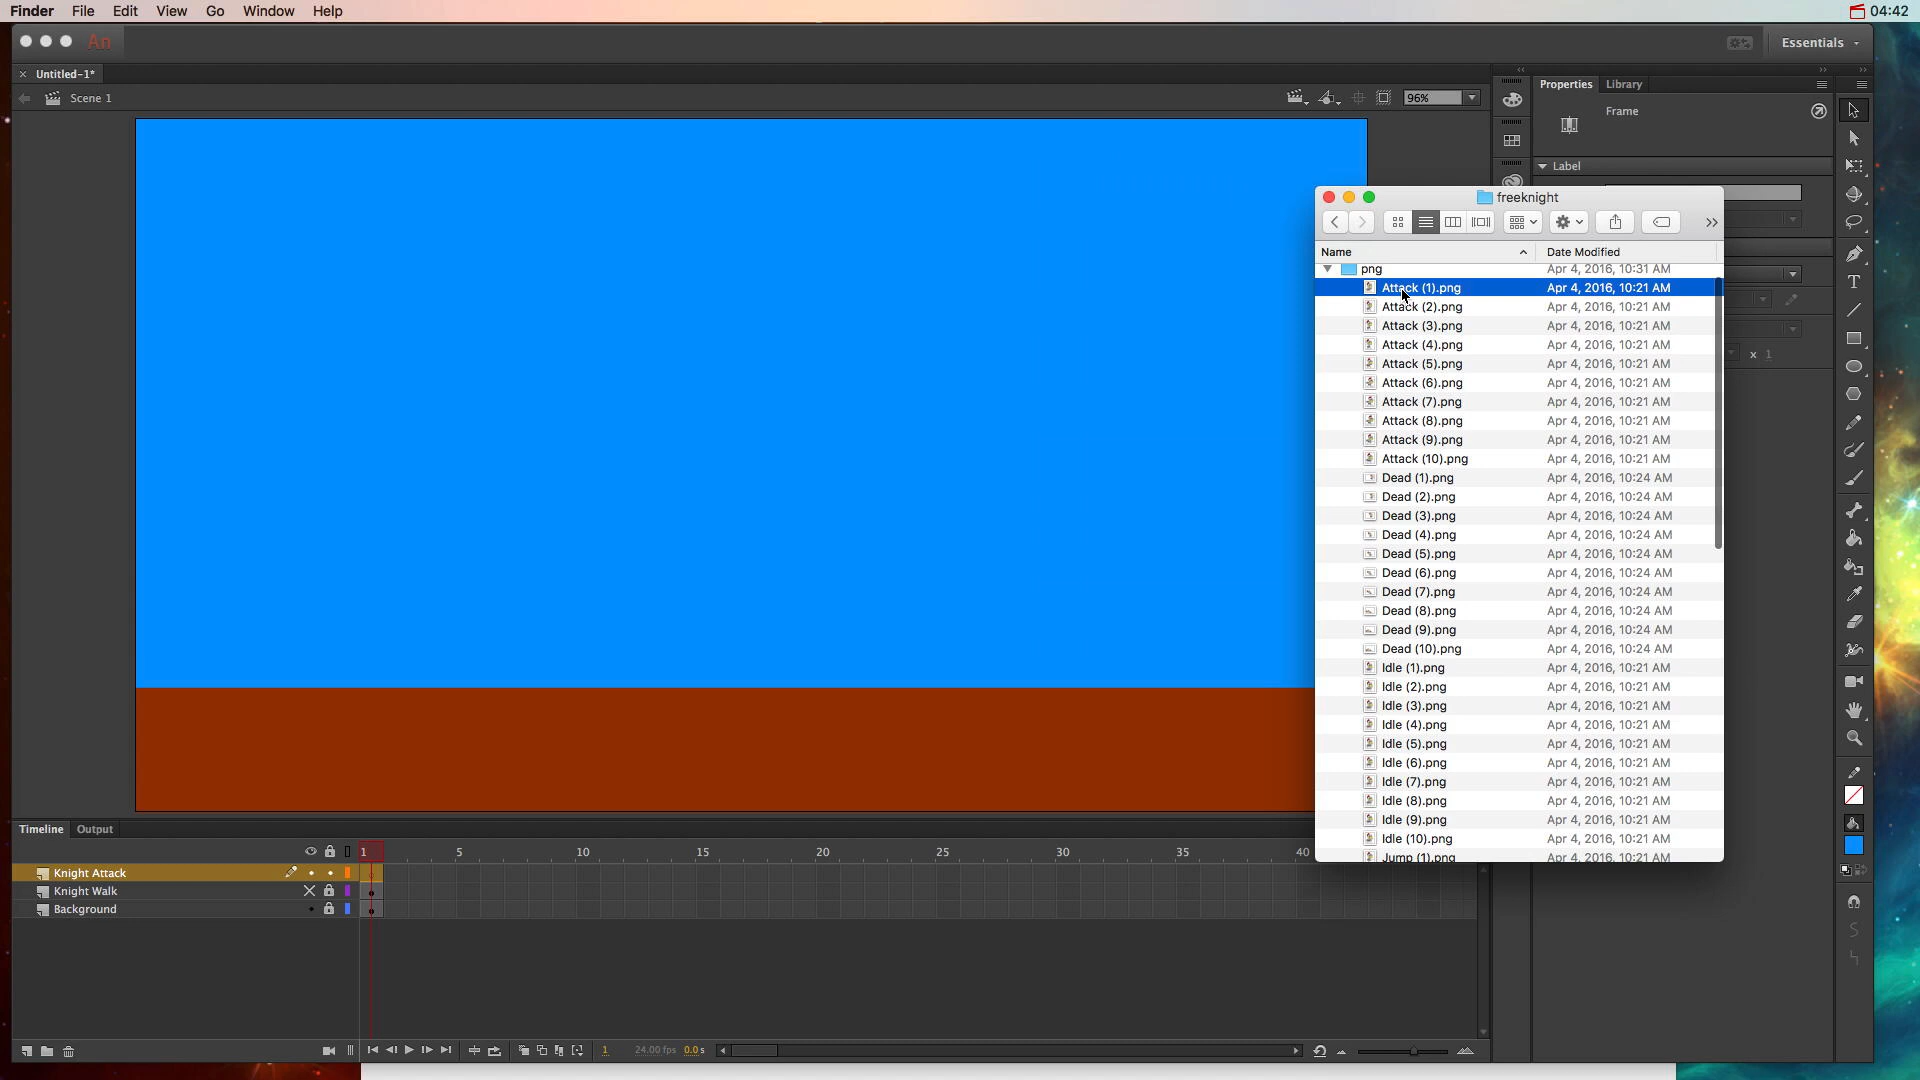 Finder File Edit View Go Window Help 04:42
An Essentials
Untitled-1*
Scene 1 96%
Properties Library
Frame
Label
freeknight
Name Date Modified
png Apr 4, 2016, 10:31 AM
Attack (1).png Apr 4, 2016, 10:21 AM
Attack (2).png Apr 4, 2016, 10:21 AM
Attack (3).png Apr 4, 2016, 10:21 AM
Attack (4).png Apr 4, 2016, 10:21 AM
x 1
Attack (5).png Apr 4, 2016, 10:21 AM
Attack (6).png Apr 4, 2016, 10:21 AM
Attack (7).png Apr 4, 2016, 10:21 AM
Attack (8).png Apr 4, 2016, 10:21 AM
Attack (9).png Apr 4, 2016, 10:21 AM
Attack (10).png Apr 4, 2016, 10:21 AM
Dead (1).png Apr 4, 2016, 10:24 AM
Dead (2).png Apr 4, 2016, 10:24 AM
Dead (3).png Apr 4, 2016, 10:24 AM
Dead (4).png Apr 4, 2016, 10:24 AM
Dead (5).png Apr 4, 2016, 10:24 AM
Dead (6).png Apr 4, 2016, 10:24 AM
Dead (7).png Apr 4, 2016, 10:24 AM
Dead (8).png Apr 4, 2016, 10:24 AM
Dead (9).png Apr 4, 2016, 10:24 AM
Dead (10).png Apr 4, 2016, 10:24 AM
Idle (1).png Apr 4, 2016, 10:21 AM
Idle (2).png Apr 4, 2016, 10:21 AM
Idle (3).png Apr 4, 2016, 10:21 AM
Idle (4).png Apr 4, 2016, 10:21 AM
Idle (5).png Apr 4, 2016, 10:21 AM
Idle (6).png Apr 4, 2016, 10:21 AM
Idle (7).png Apr 4, 2016, 10:21 AM
Idle (8).png Apr 4, 2016, 10:21 AM
Idle (9).png Apr 4, 2016, 10:21 AM
Idle (10).png Apr 4, 2016, 10:21 AM
Jump (1).png Apr 4, 2016, 10:21 AM
Timeline Output
1 5 10 15 20 25 30 35 40
Knight Attack
Knight Walk
Background
1 24.00 fps 0.0 s